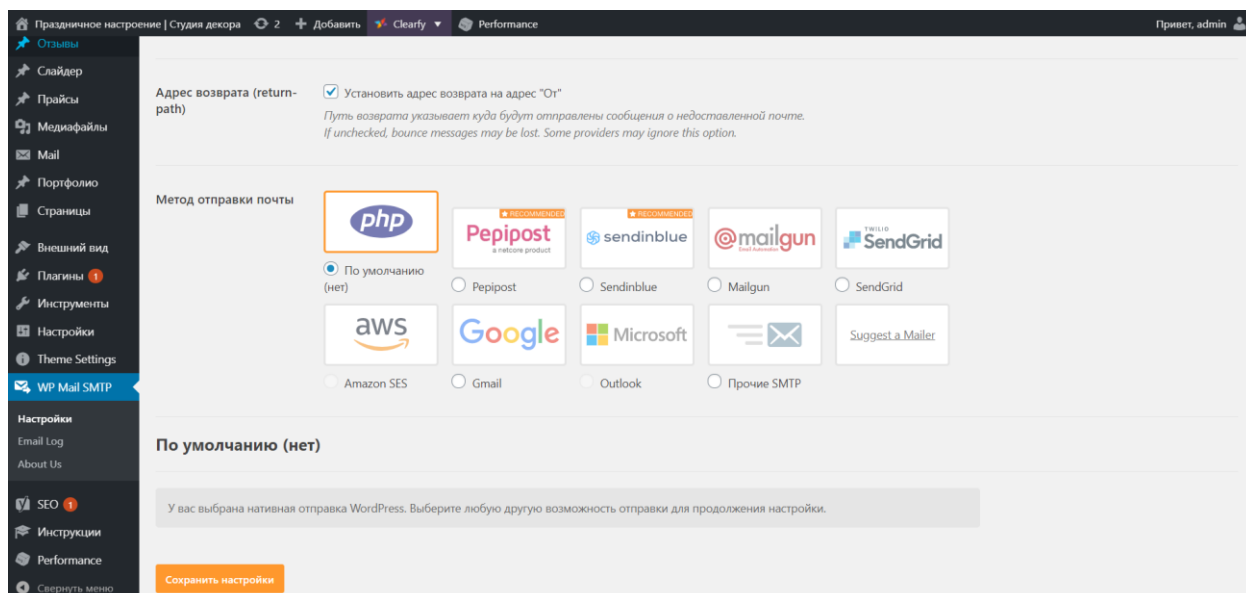 Праздничное настроение | Студия декора 2 Добавить Clearfy ▼ Performance Привет, admin
Отзывы
Слайдер
Прайсы
Медиафайлы
Mail
Портфолио
Страницы
Внешний вид
Плагины 1
Инструменты
Настройки
Theme Settings
WP Mail SMTP
Настройки
Email Log
About Us
SEO 1
Инструкции
Performance
Свернуть меню
Адрес возврата (return-
path)
Установить адрес возврата на адрес "От"
Путь возврата указывает куда будут отправлены сообщения о недоставленной почте.
If unchecked, bounce messages may be lost. Some providers may ignore this option.
Метод отправки почты
php
По умолчанию
(нет)
RECOMMENDED
Pepipost
a netcore product
Pepipost
RECOMMENDED
sendinblue
Sendinblue
@mailgun
Email Automation
Mailgun
TWILIO
SendGrid
SendGrid
aws
Amazon SES
Google
Gmail
Microsoft
Outlook
Прочие SMTP
Suggest a Mailer
По умолчанию (нет)
У вас выбрана нативная отправка WordPress. Выберите любую другую возможность отправки для продолжения настройки.
Сохранить настройки